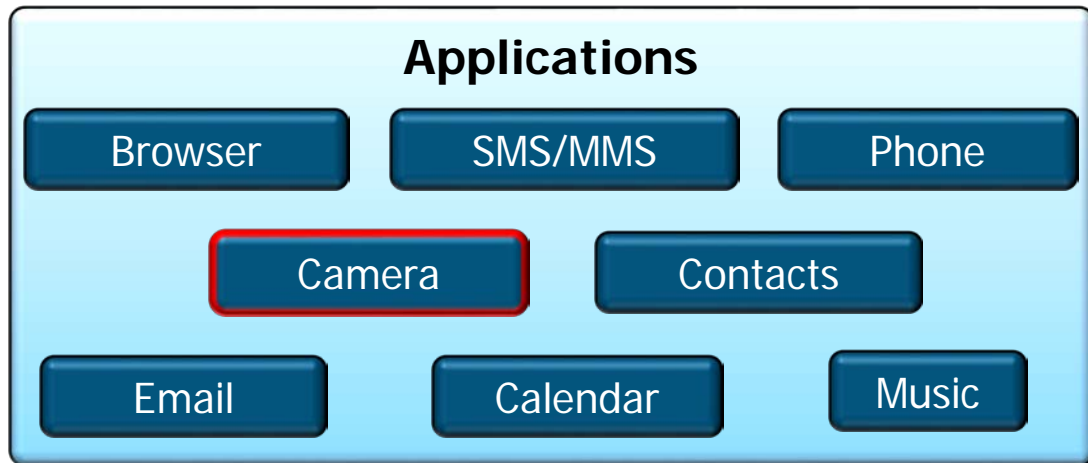 Applications
Browser SMS/MMS Phone
Camera Contacts
Email Calendar Music